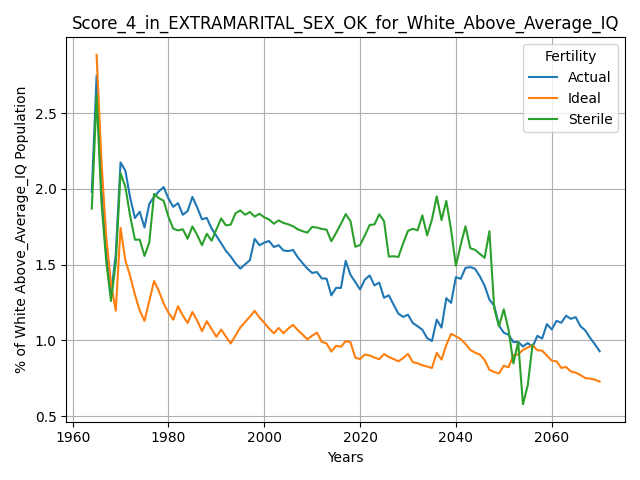 Score_4_in_EXTRAMARITAL_SEX_OK_for_White_Above_Average_IQ
% of White Above_Average_IQ Population
2.5
2.0
1.5
1.0
0.5
Fertility
Actual
Ideal
Sterile
1960
1980
2000
2020
2040
2060
Years